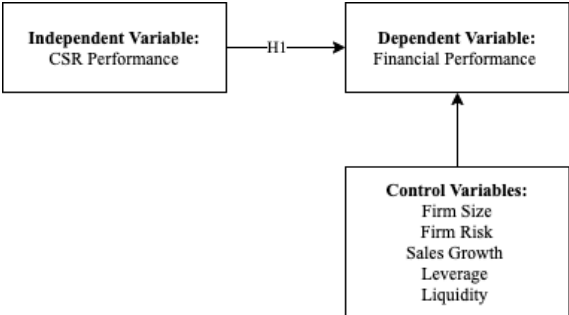 Independent Variable:
CSR Performance
H1
Dependent Variable:
Financial Performance
Control Variables:
Firm Size
Firm Risk
Sales Growth
Leverage
Liquidity